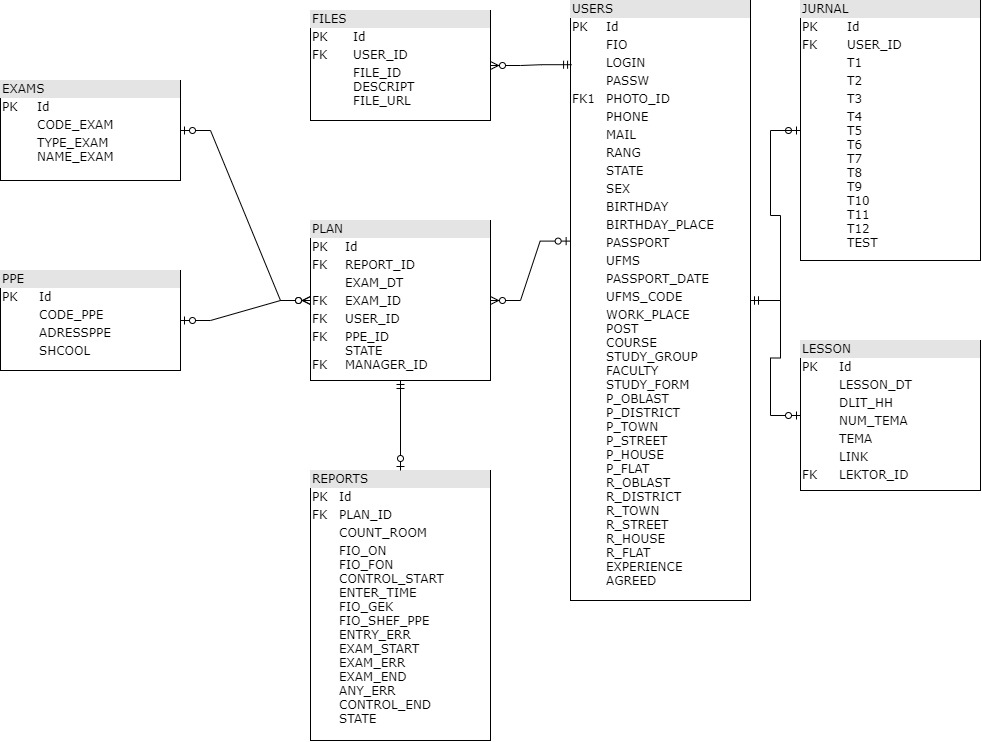 EXAMS
PK Id
CODE_EXAM
TYPE_EXAM
NAME_EXAM
PPE
PK Id
CODE_PPE
ADRESSPPE
SHCOOL
FILES
PK Id
FK USER_ID
FILE_ID
DESCRIPT
FILE_URL
PLAN
PK Id
FK REPORT_ID
EXAM_DT
FK EXAM_ID
FK USER_ID
FK PPE_ID
STATE
FK MANAGER_ID
REPORTS
PK Id
FK PLAN_ID
COUNT_ROOM
FIO_ON
FIO_FON
CONTROL_START
ENTER_TIME
FIO_GEK
FIO_SHEF_PPE
ENTRY_ERR
EXAM_START
EXAM_ERR
EXAM_END
ANY_ERR
CONTROL_END
STATE
USERS
PK Id
FIO
LOGIN
PASSW
FK1 PHOTO_ID
PHONE
MAIL
RANG
STATE
SEX
BIRTHDAY
BIRTHDAY_PLACE
PASSPORT
UFMS
PASSPORT_DATE
UFMS_CODE
WORK_PLACE
POST
COURSE
STUDY_GROUP
FACULTY
STUDY_FORM
P_OBLAST
P_DISTRICT
P_TOWN
P_STREET
P_HOUSE
P_FLAT
R_OBLAST
R_DISTRICT
R_TOWN
R_STREET
R_HOUSE
R_FLAT
EXPERIENCE
AGREED
JURNAL
PK Id
FK USER_ID
T1
T2
T3
T4
T5
T6
T7
T8
T9
T10
T11
T12
TEST
LESSON
PK Id
LESSON_DT
DLIT_HH
NUM_TEMA
TEMA
LINK
FK LEKTOR_ID